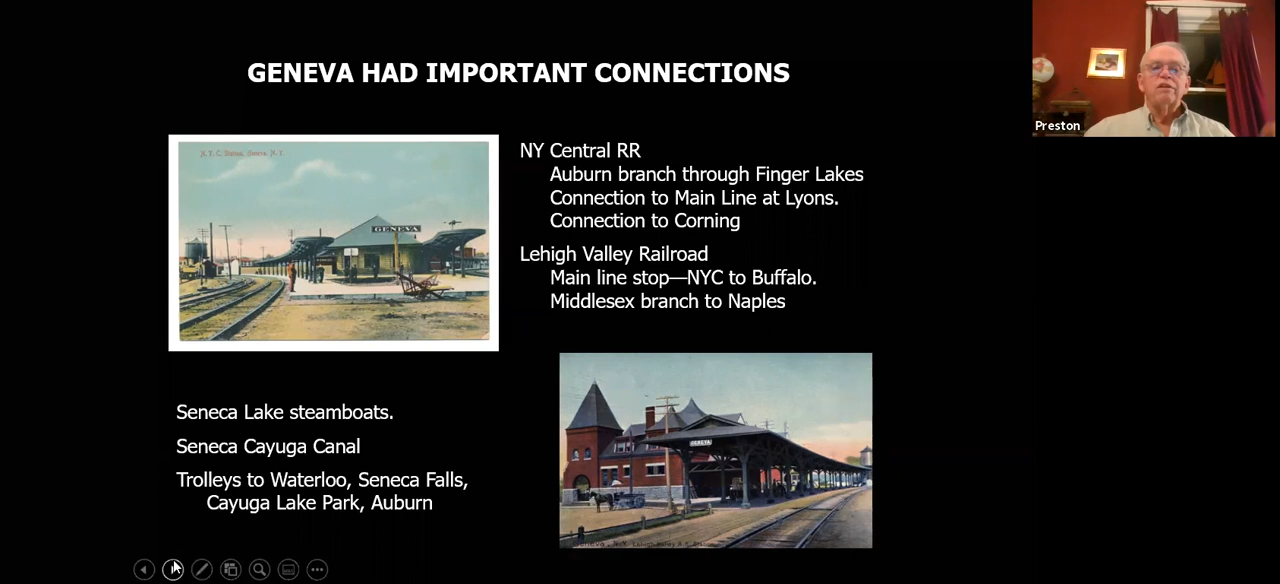 GENEVA HAD IMPORTANT CONNECTIONS
Preston
N.Y.C. Station, Geneva, N.Y.
GENEVA
NY Central RR
Auburn branch through Finger Lakes
Connection to Main Line at Lyons.
Connection to Corning
Lehigh Valley Railroad
Main line stop—NYC to Buffalo.
Middlesex branch to Naples
Seneca Lake steamboats.
Seneca Cayuga Canal
Trolleys to Waterloo, Seneca Falls,
Cayuga Lake Park, Auburn
GENEVA